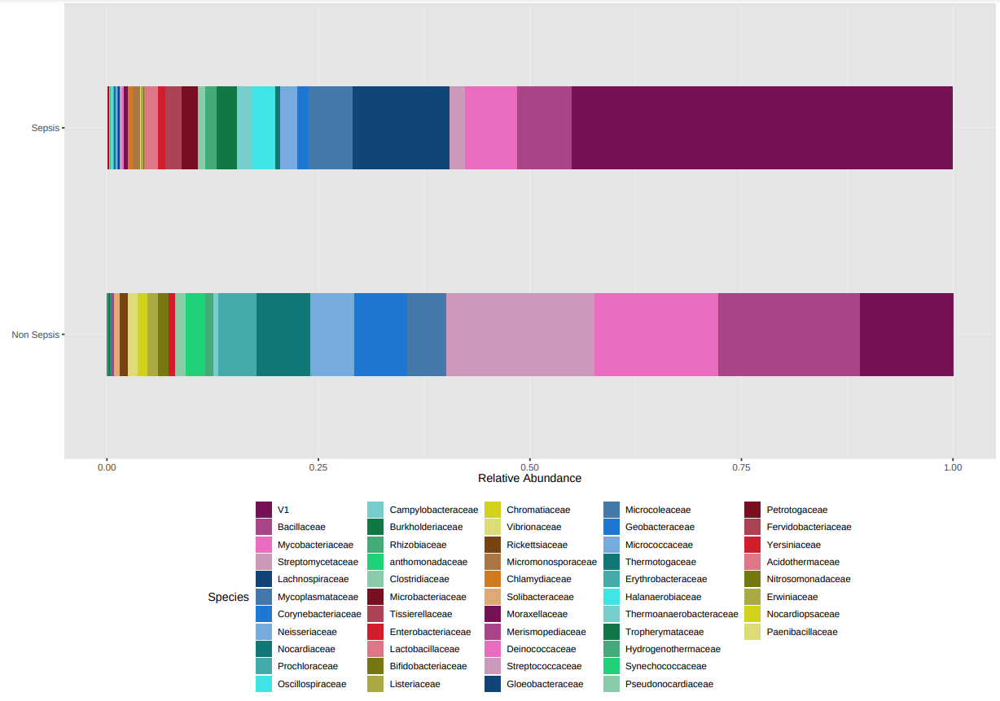 Sepsis
Non Sepsis
0.00 0.25 0.50 0.75 1.00
Relative Abundance
Species
V1
Bacillaceae
Mycobacteriaceae
Streptomycetaceae
Lachnospiraceae
Mycoplasmataceae
Corynebacteriaceae
Neisseriaceae
Nocardiaceae
Prochloraceae
Oscillospiraceae
Campylobacteraceae
Burkholderiaceae
Rhizobiaceae
anthomonadaceae
Clostridiaceae
Microbacteriaceae
Tissierellaceae
Enterobacteriaceae
Lactobacillaceae
Bifidobacteriaceae
Listeriaceae
Chromatiaceae
Vibrionaceae
Rickettsiaceae
Micromonosporaceae
Chlamydiaceae
Solibacteraceae
Moraxellaceae
Merismopediaceae
Deinococcaceae
Streptococcaceae
Gloeobacteraceae
Microcoleaceae
Geobacteraceae
Micrococcaceae
Thermotogaceae
Erythrobacteraceae
Halanaerobiaceae
Thermoanaerobacteraceae
Tropherymataceae
Hydrogenothermaceae
Synechococcaceae
Pseudonocardiaceae
Petrotogaceae
Fervidobacteriaceae
Yersiniaceae
Acidothermaceae
Nitrosomonadaceae
Erwiniaceae
Nocardiopsaceae
Paenibacillaceae